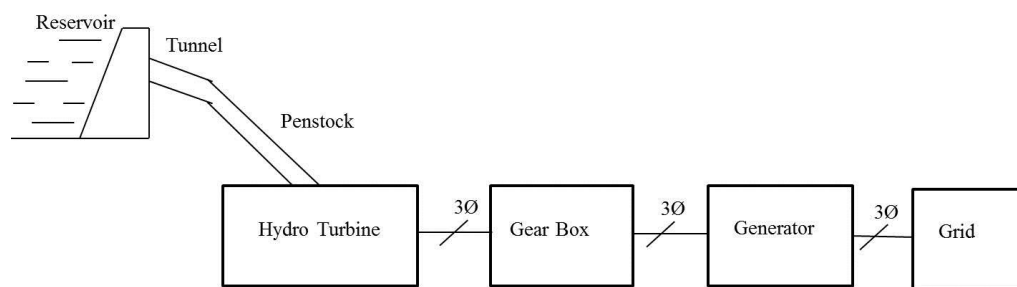 Reservoir
Tunnel
Penstock
Hydro Turbine
3Ø
Gear Box
3Ø
Generator
3Ø
Grid